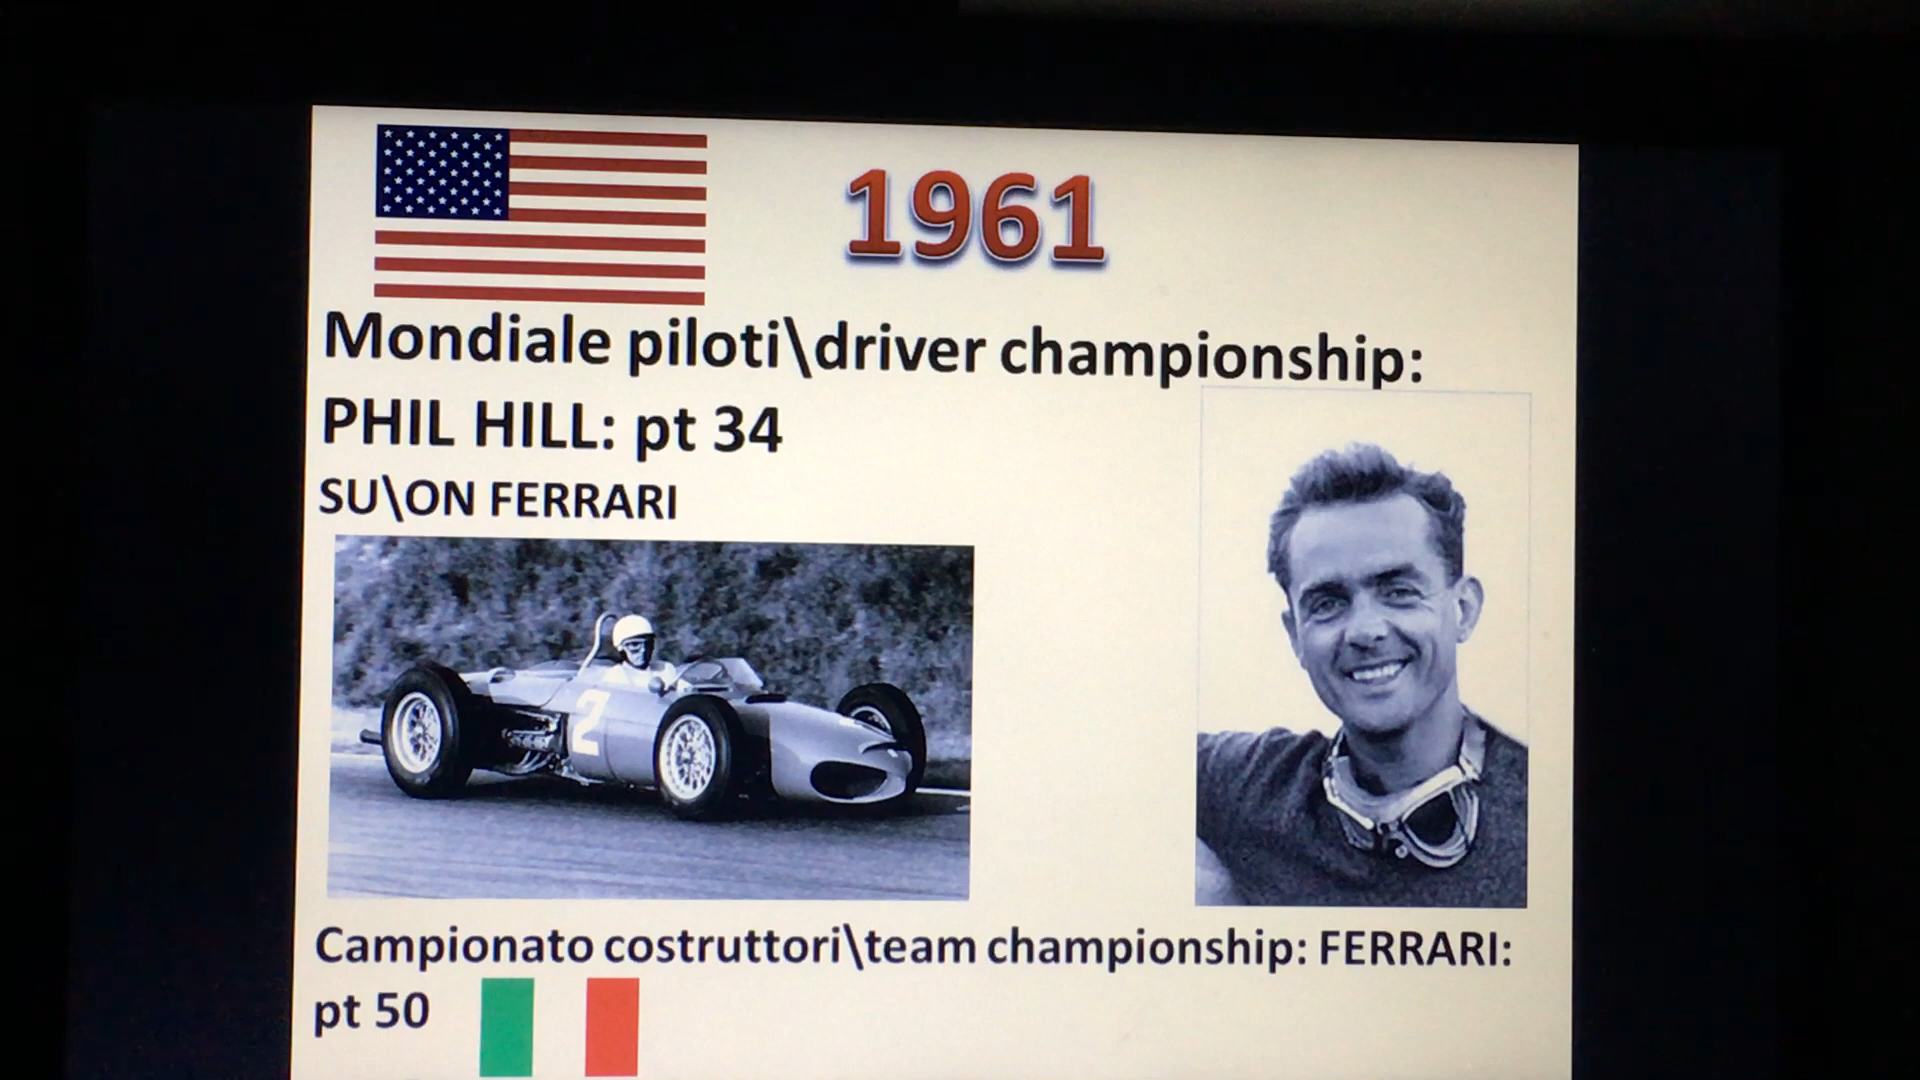 1961
Mondiale piloti\driver championship:
PHIL HILL: pt 34
SU\ON FERRARI
2
Campionato costruttori\team championship: FERRARI:
pt 50